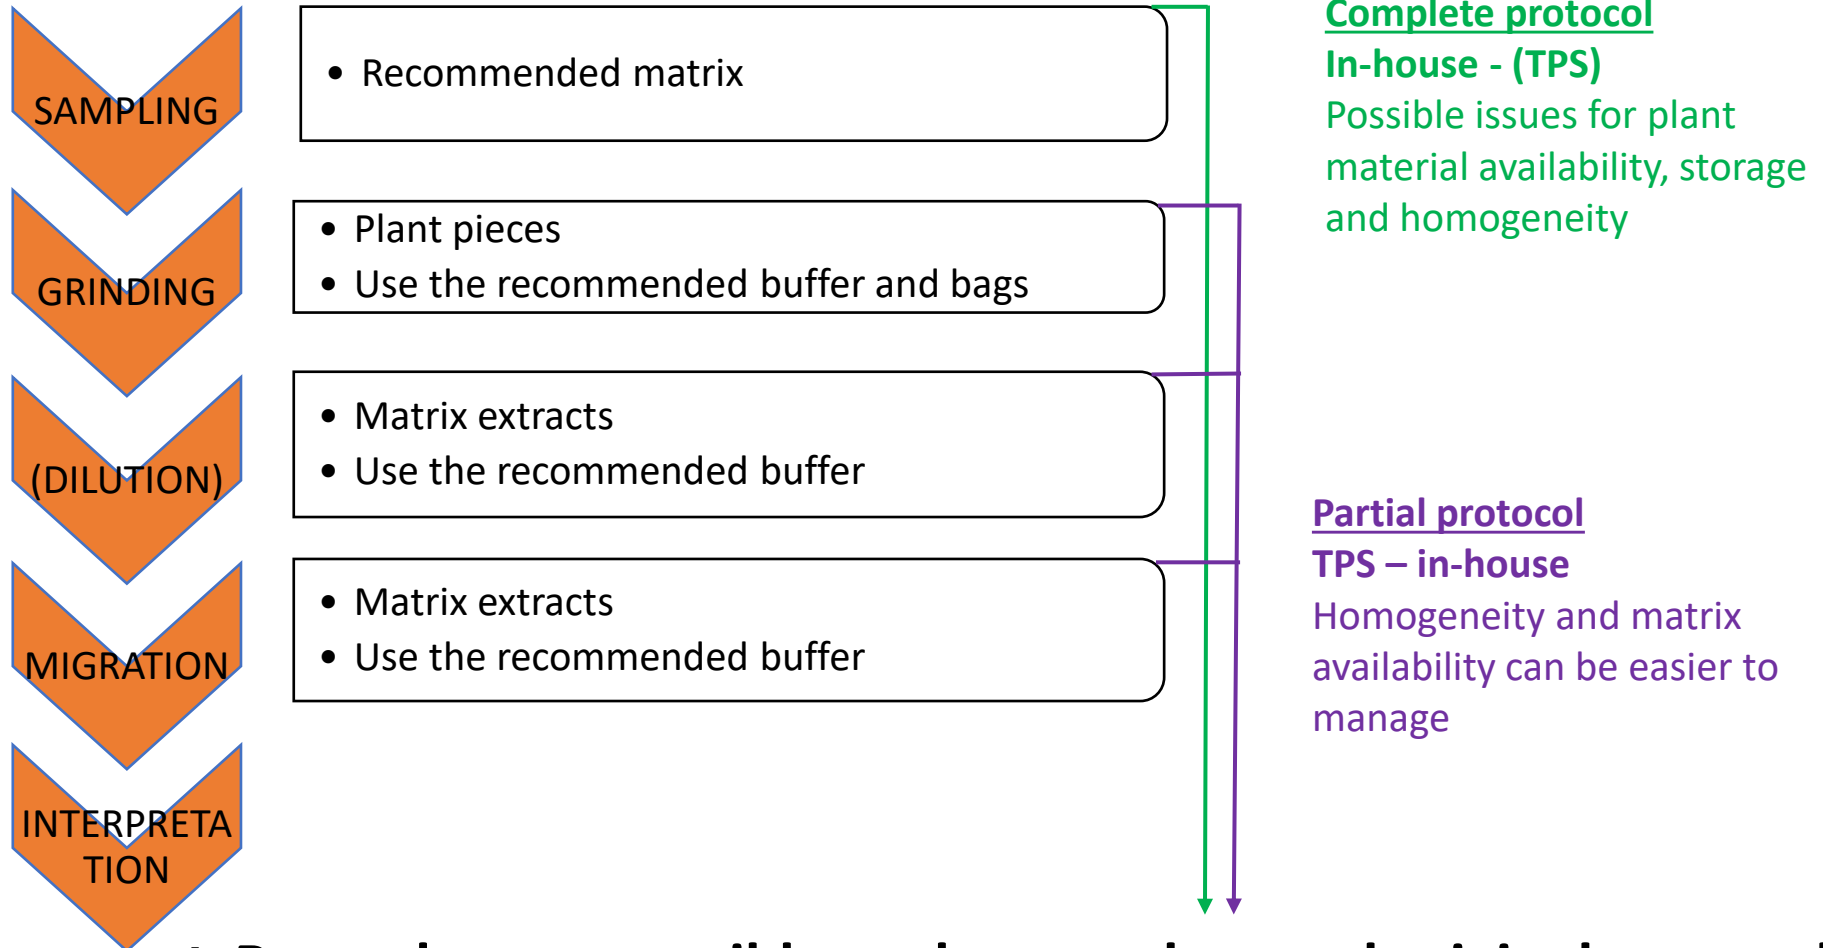 SAMPLING
• Recommended matrix
GRINDING
• Plant pieces
• Use the recommended buffer and bags
(DILUTION)
• Matrix extracts
• Use the recommended buffer
MIGRATION
• Matrix extracts
• Use the recommended buffer
INTERPRETA
TION
Complete protocol
In-house - (TPS)
Possible issues for plant
material availability, storage
and homogeneity
Partial protocol
TPS – in-house
Homogeneity and matrix
availability can be easier to
manage